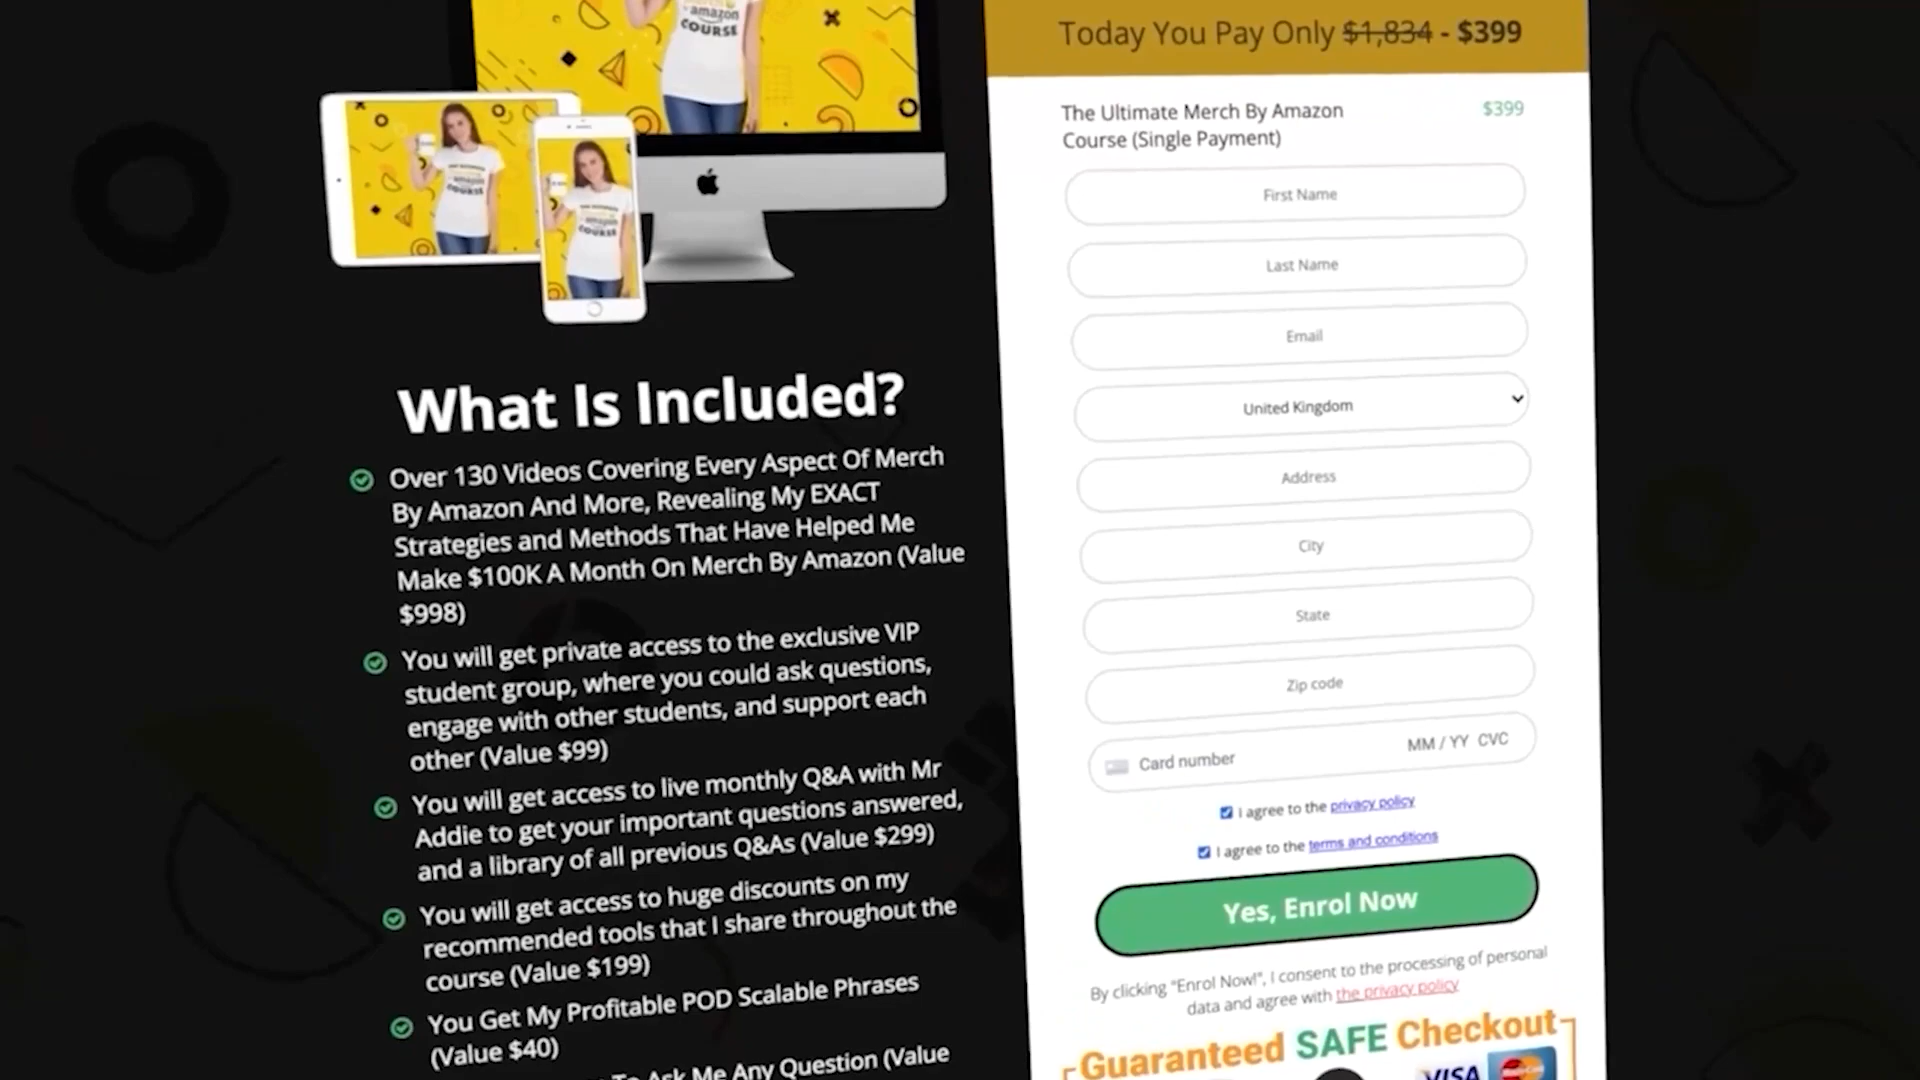 amazon
COURSE
amazon
COURSE
amazon
COURSE
What Is Included?
Over 130 Videos Covering Every Aspect Of Merch
By Amazon And More, Revealing My EXACT
Strategies and Methods That Have Helped Me
Make $100K A Month On Merch By Amazon (Value
$998)
You will get private access to the exclusive VIP
student group, where you could ask questions,
engage with other students, and support each
other (Value $99)
You will get access to live monthly Q&A with Mr
Addie to get your important questions answered,
and a library of all previous Q&As (Value $299)
You will get access to huge discounts on my
recommended tools that I share throughout the
course (Value $199)
You Get My Profitable POD Scalable Phrases
(Value $40)
To Ask Me Any Question (Value
Today You Pay Only $1,834 - $399
The Ultimate Merch By Amazon
Course (Single Payment)
$399
First Name
Last Name
Email
United Kingdom
Address
City
State
Zip code
Card number MM / YY CVC
I agree to the privacy policy
I agree to the terms and conditions
Yes, Enrol Now
By clicking "Enrol Now!", I consent to the processing of personal
data and agree with the privacy policy
Guaranteed SAFE Checkout
VISA